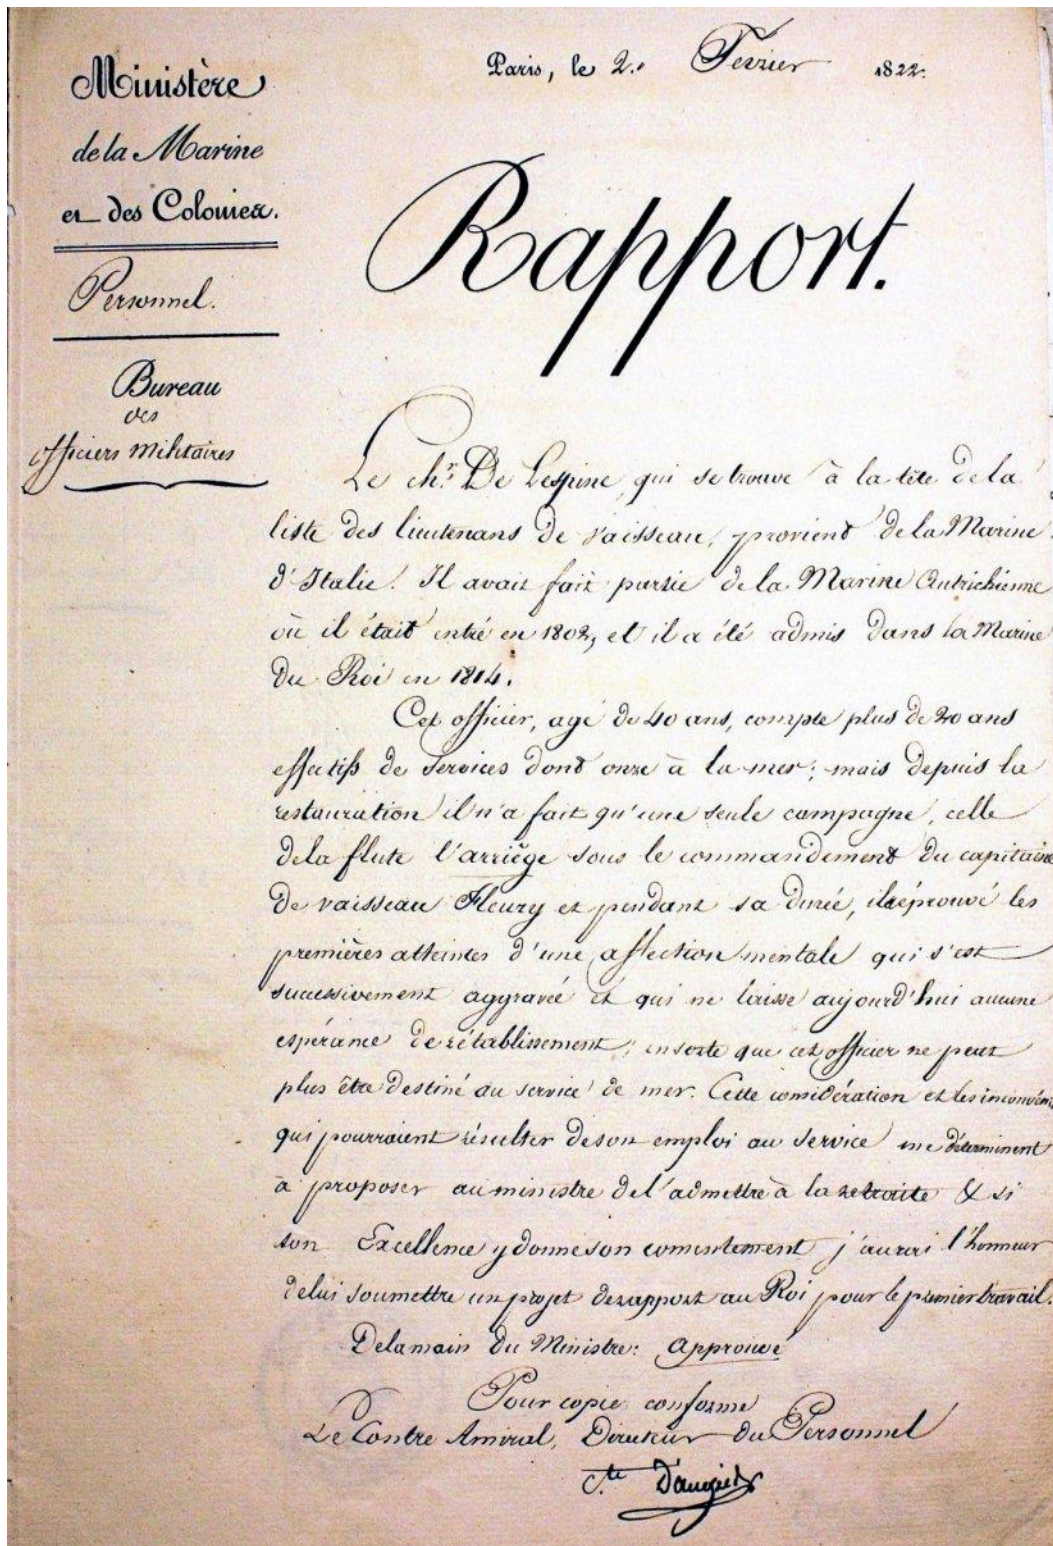 Ministère
de la Marine
et des Colonies.
Personnel.
Bureau
des
officiers militaires
Paris, le 2. Fevrier 1822.
Rapport.
Le chr. De Lespine, qui se trouve à la tête de la
liste des lieutenans de vaisseau, provient de la Marine
d'Italie. Il avait fait partie de la Marine Autrichienne
où il était entré en 1802, et il a été admis dans la Marine
du Roi en 1814.
Cet officier, agé de 40 ans, compte plus de 20 ans
effectifs de services dont onze à la mer; mais depuis la
restauration il n'a fait qu'une seule campagne, celle
de la flute l'arriège sous le commandement du capitaine
de vaisseau Fleury et pendant sa durée, il a éprouvé les
premières atteintes d'une affection mentale qui s'est
successivement aggravée et qui ne laisse aujourd'hui aucune
espérance de rétablissement; en sorte que cet officier ne peut
plus être destiné au service de mer. Cette considération et les inconvén.
qui pourraient résulter de son emploi au service me déterminent
à proposer au ministre de l'admettre à la retraite & si
son Excellence y donne son consentement j'aurai l'honneur
de lui soumettre un projet de rapport au Roi pour le premier travail.
De la main du Ministre: Approuvé
Pour copie conforme
Le Contre Amiral, Directeur du Personnel
Cte. Daugier